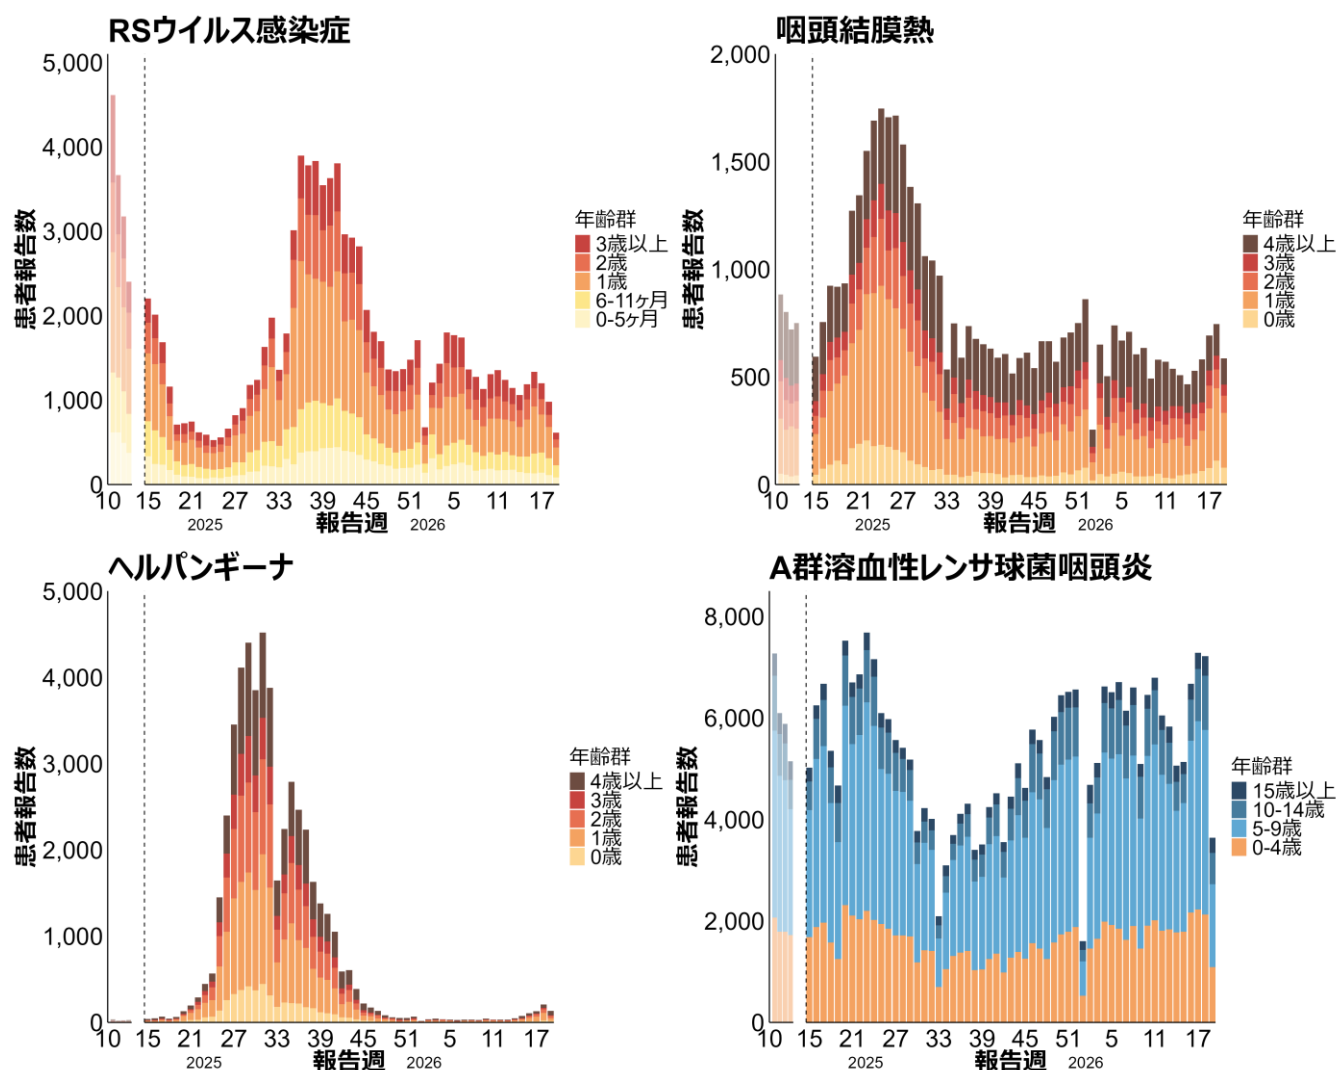 RSウイルス感染症
5,000
4,000
3,000
2,000
1,000
0
患者報告数
10 15 21 27 33 39 45 51 5 11 17
2025 報告週 2026
年齢群
3歳以上
2歳
1歳
6-11ヶ月
0-5ヶ月
咽頭結膜熱
2,000
1,500
1,000
500
0
患者報告数
10 15 21 27 33 39 45 51 5 11 17
2025 報告週 2026
年齢群
4歳以上
3歳
2歳
1歳
0歳
ヘルパンギーナ
5,000
4,000
3,000
2,000
1,000
0
患者報告数
10 15 21 27 33 39 45 51 5 11 17
2025 報告週 2026
年齢群
4歳以上
3歳
2歳
1歳
0歳
A群溶血性レンサ球菌咽頭炎
8,000
6,000
4,000
2,000
0
患者報告数
10 15 21 27 33 39 45 51 5 11 17
2025 報告週 2026
年齢群
15歳以上
10-14歳
5-9歳
0-4歳